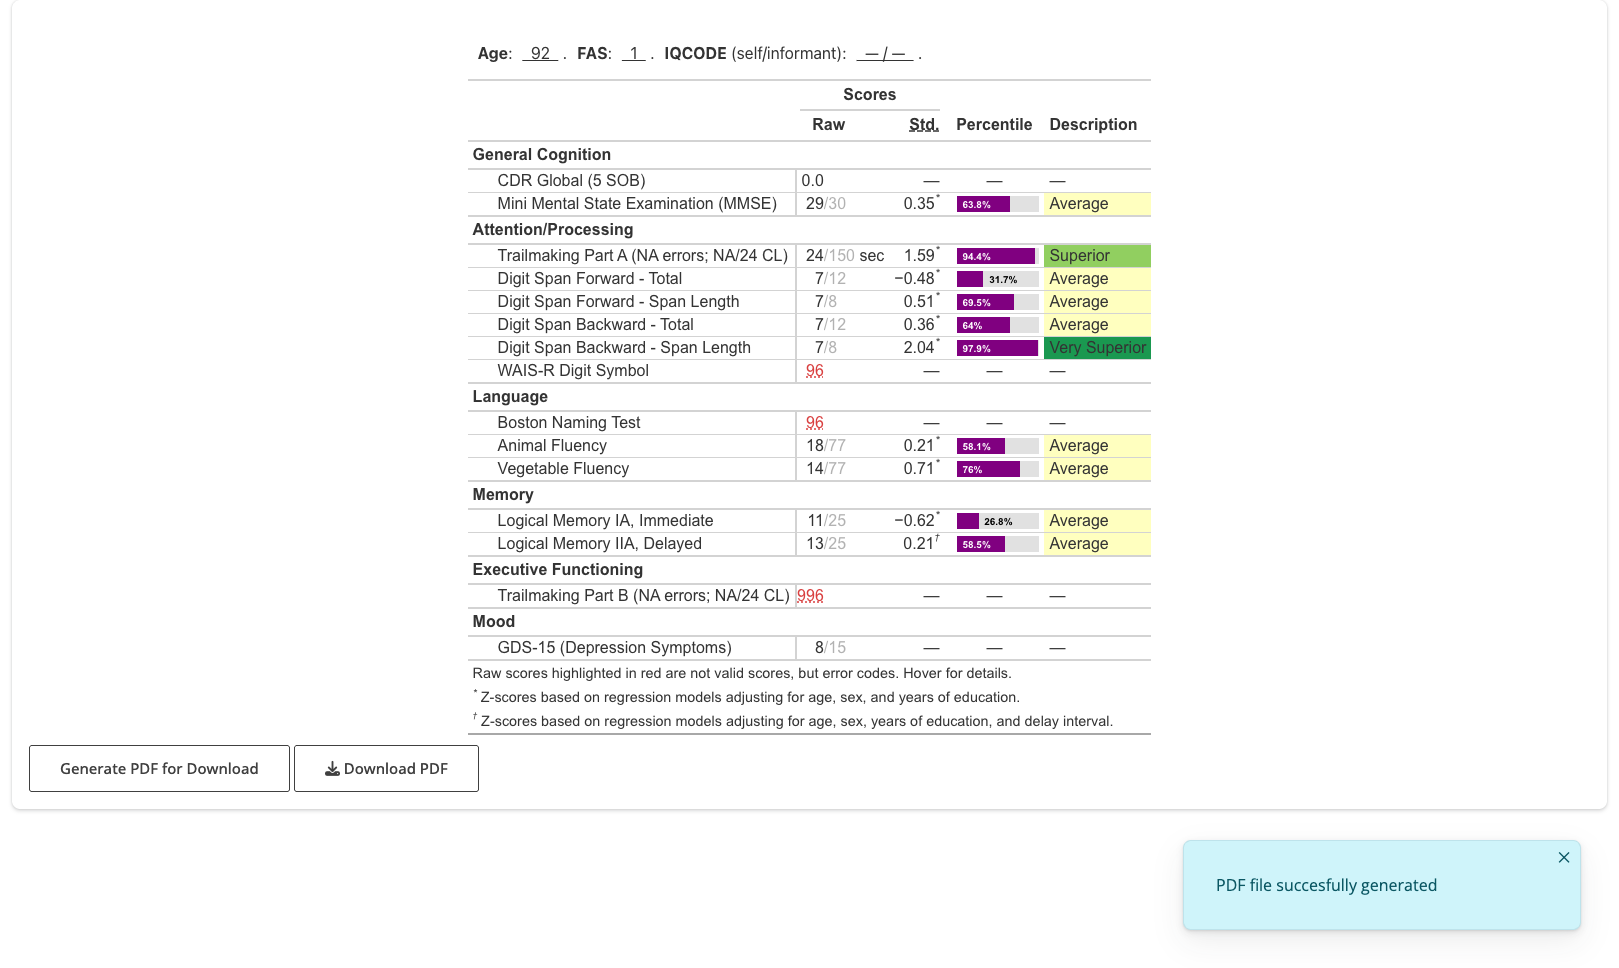 Age: 92 . FAS: 1 . IQCODE (self/informant): — / — .
Scores
Raw Std. Percentile Description
General Cognition
CDR Global (5 SOB) 0.0 — — —
Mini Mental State Examination (MMSE) 29/30 0.35* 63.8% Average
Attention/Processing
Trailmaking Part A (NA errors; NA/24 CL) 24/150 sec 1.59* 94.4% Superior
Digit Span Forward - Total 7/12 −0.48* 31.7% Average
Digit Span Forward - Span Length 7/8 0.51* 69.5% Average
Digit Span Backward - Total 7/12 0.36* 64% Average
Digit Span Backward - Span Length 7/8 2.04* 97.9% Very Superior
WAIS-R Digit Symbol 96 — — —
Language
Boston Naming Test 96 — — —
Animal Fluency 18/77 0.21* 58.1% Average
Vegetable Fluency 14/77 0.71* 76% Average
Memory
Logical Memory IA, Immediate 11/25 −0.62* 26.8% Average
Logical Memory IIA, Delayed 13/25 0.21† 58.5% Average
Executive Functioning
Trailmaking Part B (NA errors; NA/24 CL) 996 — — —
Mood
GDS-15 (Depression Symptoms) 8/15 — — —
Raw scores highlighted in red are not valid scores, but error codes. Hover for details.
* Z-scores based on regression models adjusting for age, sex, and years of education.
† Z-scores based on regression models adjusting for age, sex, years of education, and delay interval.
Generate PDF for Download Download PDF
PDF file succesfully generated